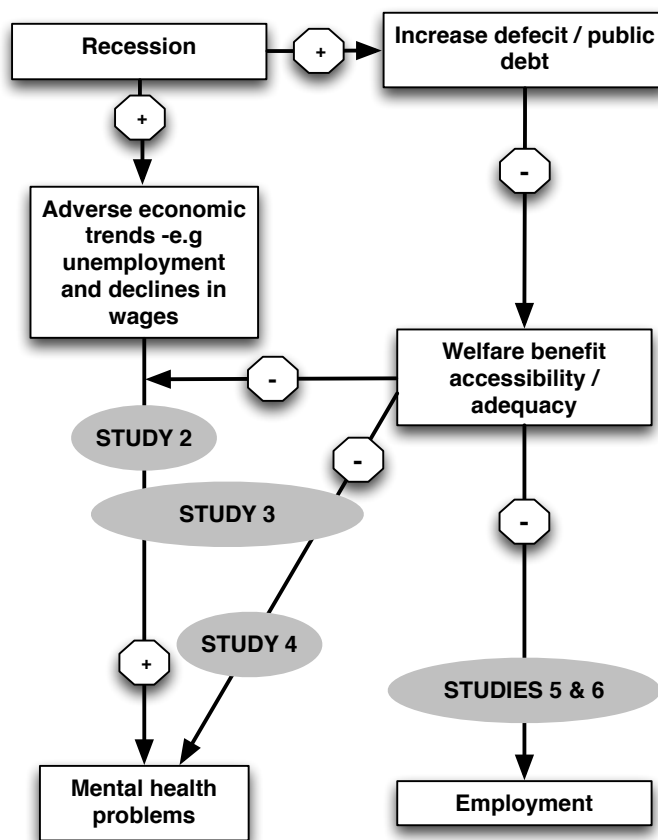 Recession
+
Increase defecit / public
debt
+
-
Adverse economic
trends -e.g
unemployment
and declines in
wages
Welfare benefit
accessibility /
adequacy
-
STUDY 2
-
STUDY 3
-
STUDY 4
+
STUDIES 5 & 6
Mental health
problems
Employment